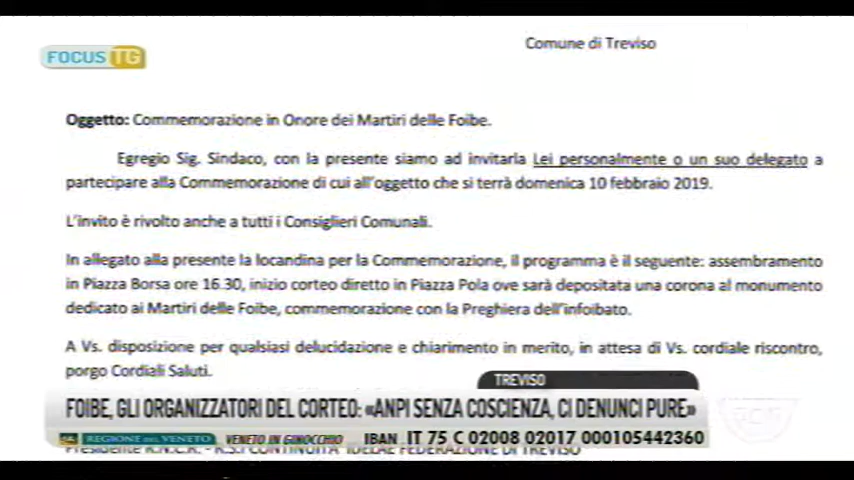 Comune di Treviso
FOCUS TG
Oggetto: Commemorazione in Onore dei Martiri delle Foibe.
Egregio Sig. Sindaco, con la presente siamo ad invitarla Lei personalmente o un suo delegato a
partecipare alla Commemorazione di cui all'oggetto che si terrà domenica 10 febbraio 2019.
L'invito è rivolto anche a tutti i Consiglieri Comunali.
In allegato alla presente la locandina per la Commemorazione, il programma è il seguente: assembramento
in Piazza Borsa ore 16.30, inizio corteo diretto in Piazza Pola ove sarà depositata una corona al monumento
dedicato ai Martiri delle Foibe, commemorazione con la Preghiera dell'infoibato.
A Vs. disposizione per qualsiasi delucidazione e chiarimento in merito, in attesa di Vs. cordiale riscontro,
porgo Cordiali Saluti.
TREVISO
FOIBE, GLI ORGANIZZATORI DEL CORTEO: «ANPI SENZA COSCIENZA, CI DENUNCI PURE»
REGIONE DEL VENETO VENETO IN GINOCCHIO IBAN IT 75 C 02008 02017 000105442360
Presidente R.N.C.R. - R.S.I CONTINUITA' IDEALE FEDERAZIONE DI TREVISO